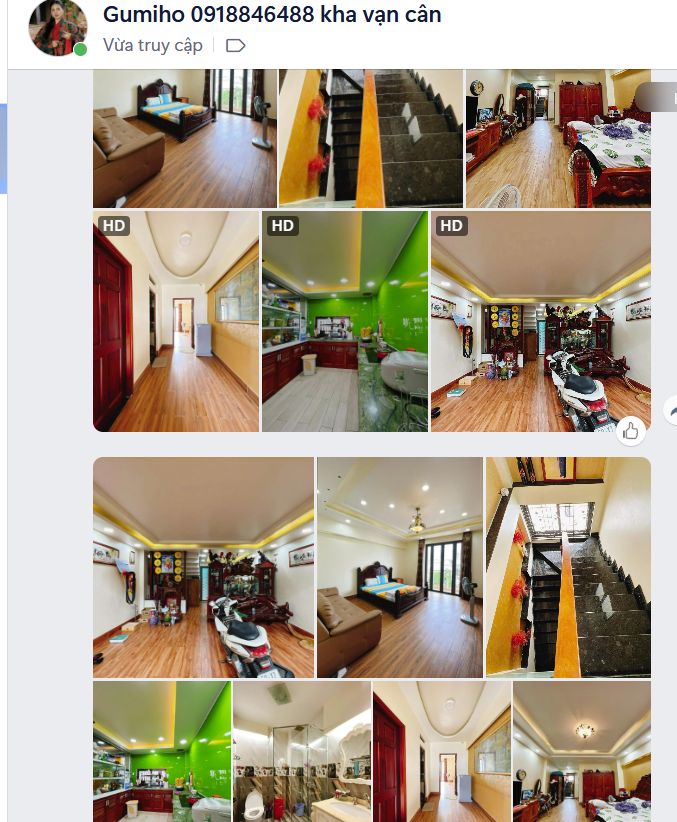 Gumiho 0918846488 kha vạn cân
Vừa truy cập
HD
HD
HD